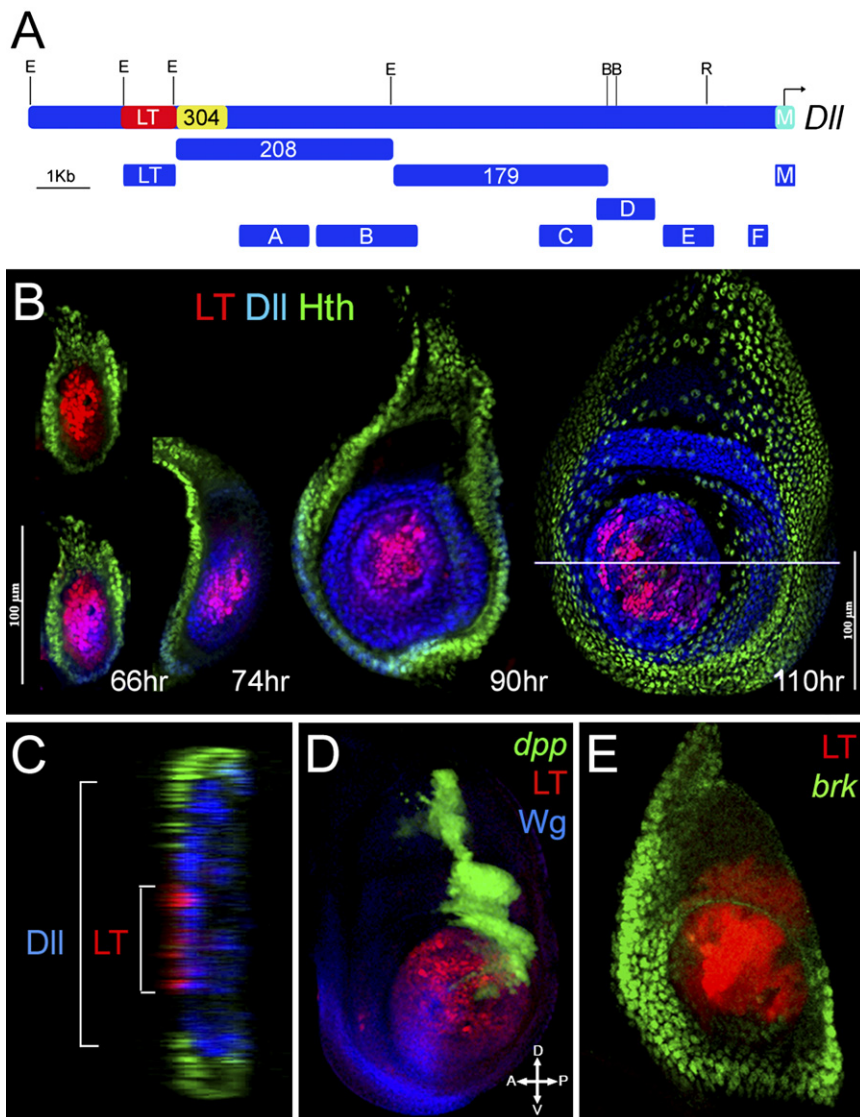 A
E E E E BB R
LT 304 M Dll
208
1Kb LT 179 M
D
A B C E F
B
LT Dll Hth
100 µm
66hr 74hr 90hr 110hr
100 µm
C
Dll LT
D
dpp
LT
Wg
D
A P
V
E
LT
brk